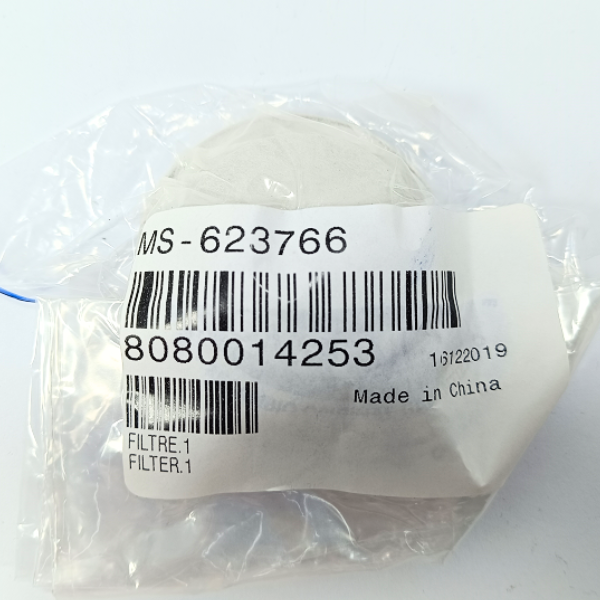 MS-623766
8080014253
16122019
Made in China
FILTRE.1
FILTER.1